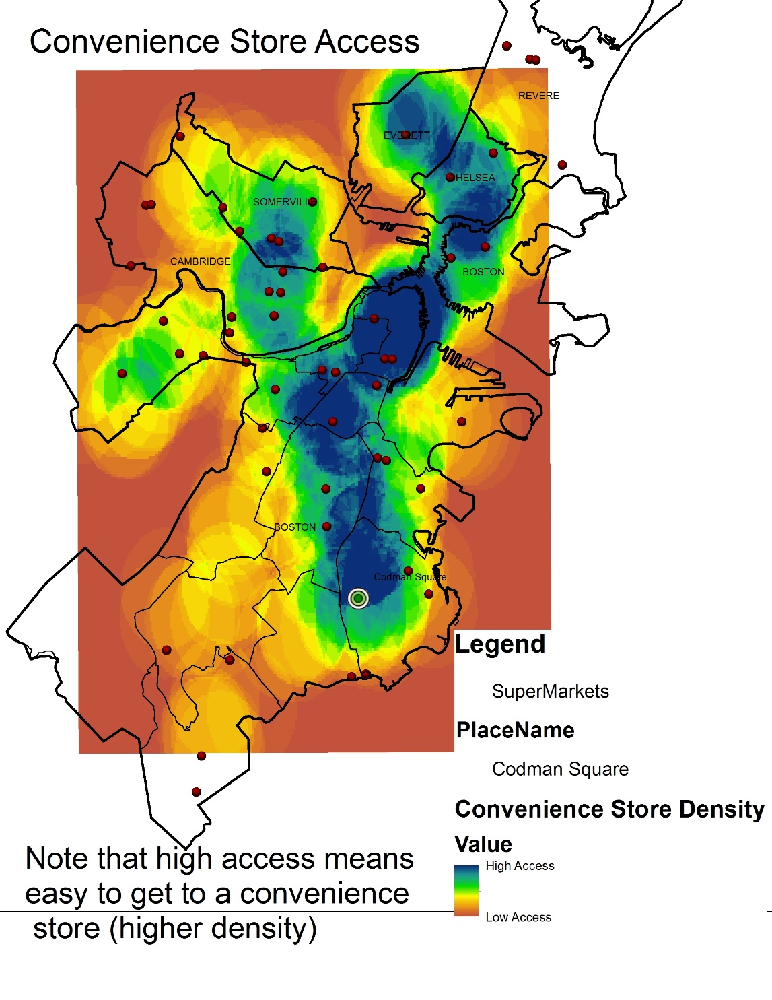 Convenience Store Access
REVERE
EVERETT
CHELSEA
SOMERVILLE
CAMBRIDGE
BOSTON
BOSTON
Codman Square
Legend
SuperMarkets
PlaceName
Codman Square
Convenience Store Density
Value
High Access
Low Access
Note that high access means
easy to get to a convenience
store (higher density)